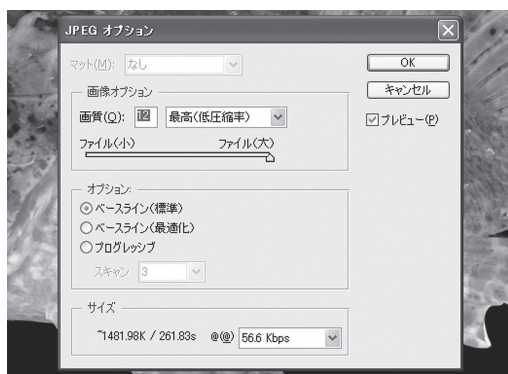 JPEG オプション
マット(M): なし
OK
画像オプション
キャンセル
画質(Q): 12 最高(低圧縮率)
プレビュー(P)
ファイル(小) ファイル(大)
オプション:
ベースライン(標準)
ベースライン(最適化)
プログレッシブ
スキャン 3
サイズ
~1481.98K / 261.83s @(@) 56.6 Kbps